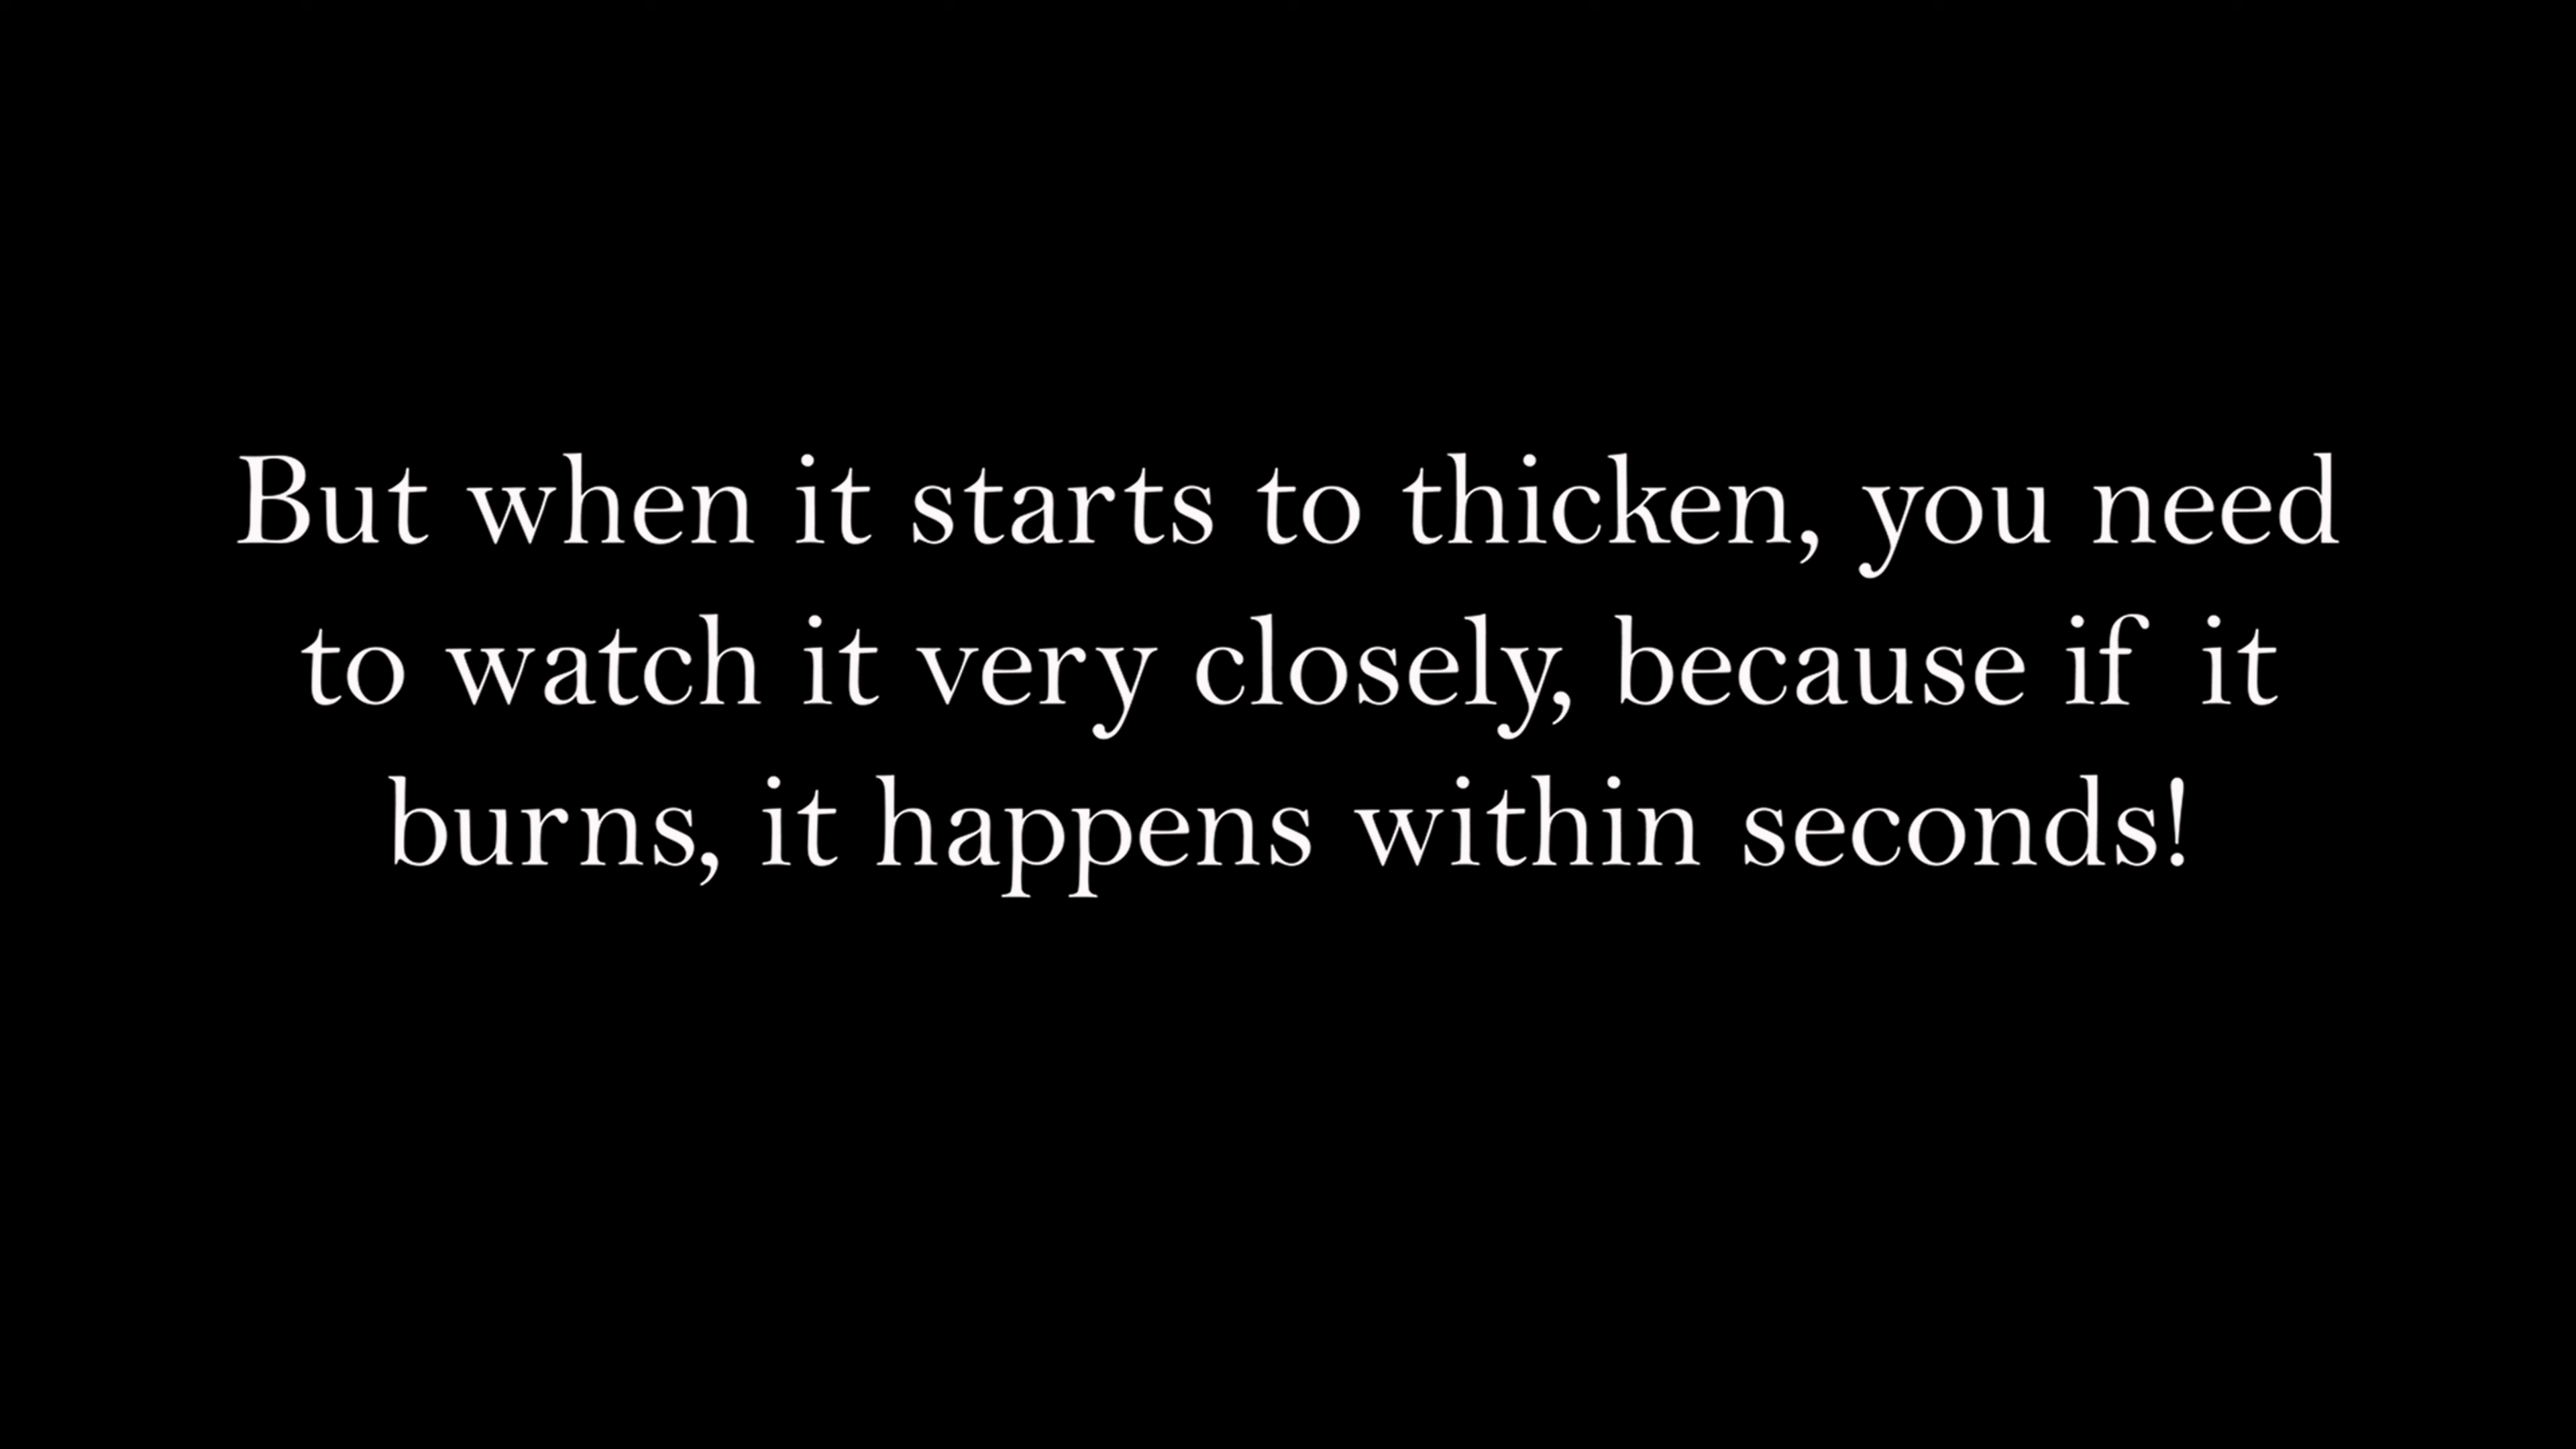 But when it starts to thicken, you need
to watch it very closely, because if it
burns, it happens within seconds!